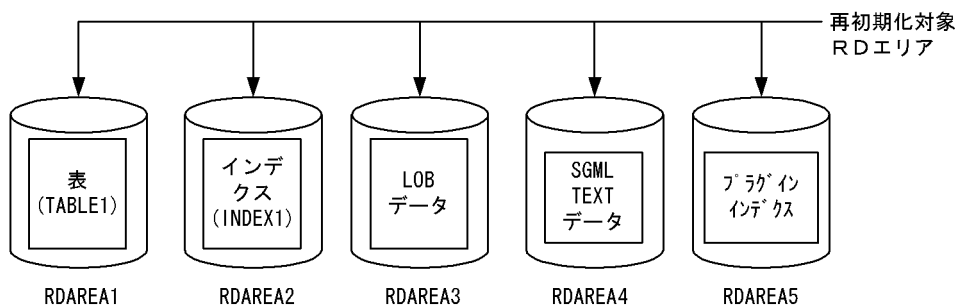 再初期化対象
ＲＤエリア
表
(TABLE1)
インデ
クス
(INDEX1)
LOB
データ
SGML
TEXT
データ
ﾌﾟﾗｸﾞｲﾝ
ｲﾝﾃﾞｸｽ
RDAREA1
RDAREA2
RDAREA3
RDAREA4
RDAREA5